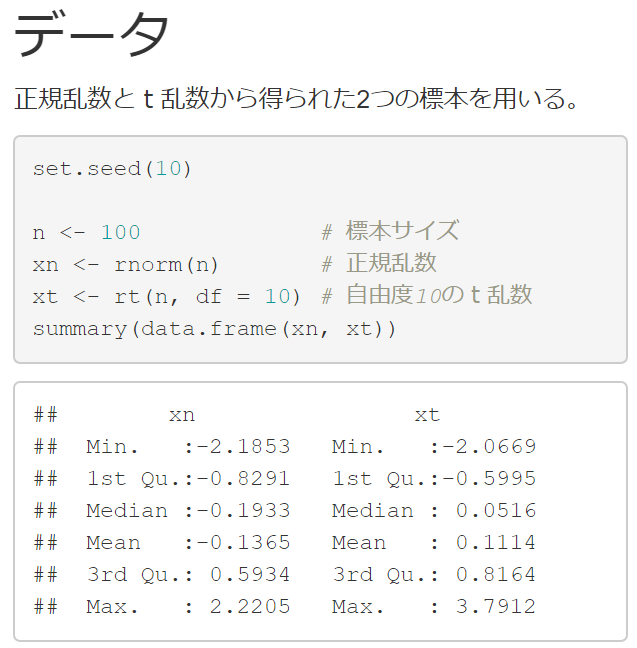 データ
正規乱数と t 乱数から得られた2つの標本を用いる。
set.seed(10)
n <- 100              # 標本サイズ
xn <- rnorm(n)        # 正規乱数
xt <- rt(n, df = 10)  # 自由度10の t 乱数
summary(data.frame(xn, xt))
##        xn                 xt
##  Min.   :-2.1853   Min.   :-2.0669
##  1st Qu.:-0.8291   1st Qu.:-0.5995
##  Median :-0.1933   Median : 0.0516
##  Mean   :-0.1365   Mean   : 0.1114
##  3rd Qu.: 0.5934   3rd Qu.: 0.8164
##  Max.   : 2.2205   Max.   : 3.7912